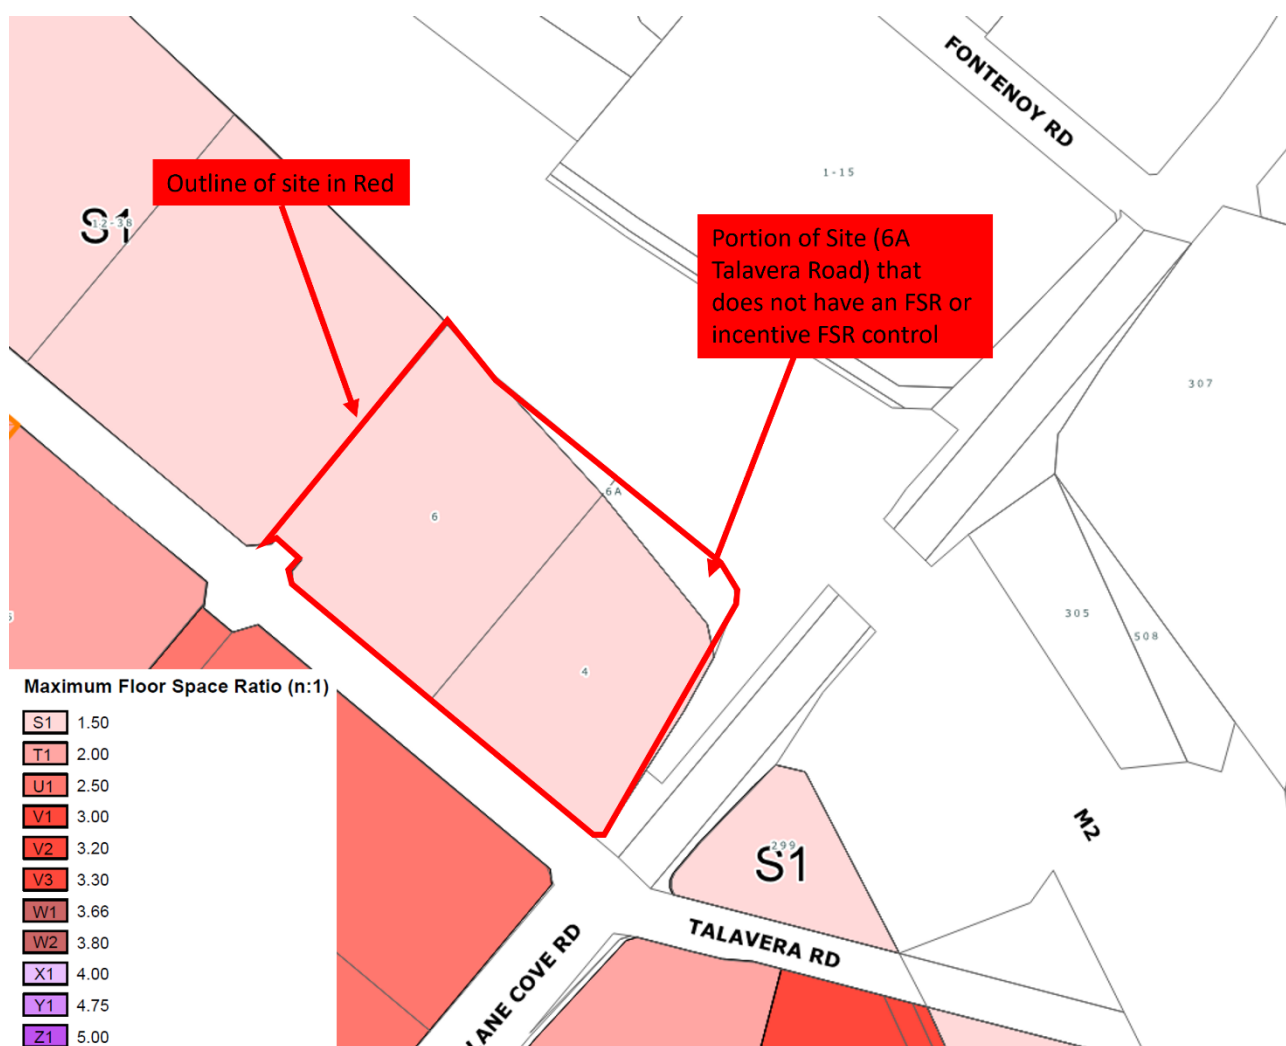 FONTENOY RD
1-15
Outline of site in Red
S1
12-38
Portion of Site (6A
Talavera Road) that
does not have an FSR or
incentive FSR control
307
6A
6
305
508
4
Maximum Floor Space Ratio (n:1)
S1 1.50
T1 2.00
U1 2.50
V1 3.00
V2 3.20
V3 3.30
W1 3.66
W2 3.80
X1 4.00
Y1 4.75
Z1 5.00
M2
S1
299
TALAVERA RD
LANE COVE RD